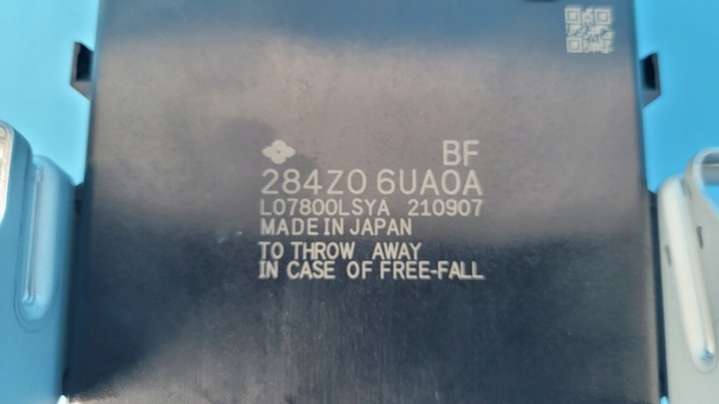 BF
284Z0 6UA0A
L07800LSYA 210907
MADE IN JAPAN
TO THROW AWAY
IN CASE OF FREE-FALL